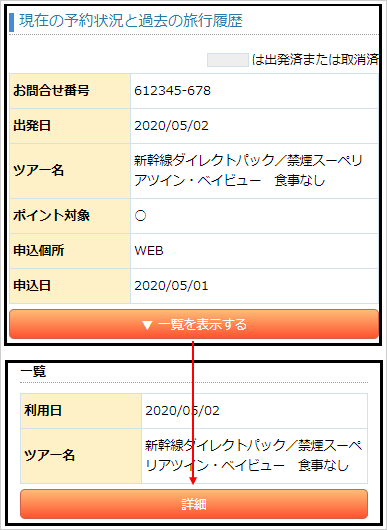 現在の予約状況と過去の旅行履歴
は出発済または取消済
お問合せ番号 612345-678
出発日 2020/05/02
ツアー名 新幹線ダイレクトパック／禁煙スーペリ
アツイン・ベイビュー　食事なし
ポイント対象 ○
申込個所 WEB
申込日 2020/05/01
▼ 一覧を表示する
一覧
利用日 2020/05/02
ツアー名 新幹線ダイレクトパック／禁煙スーペ
リアツイン・ベイビュー　食事なし
詳細